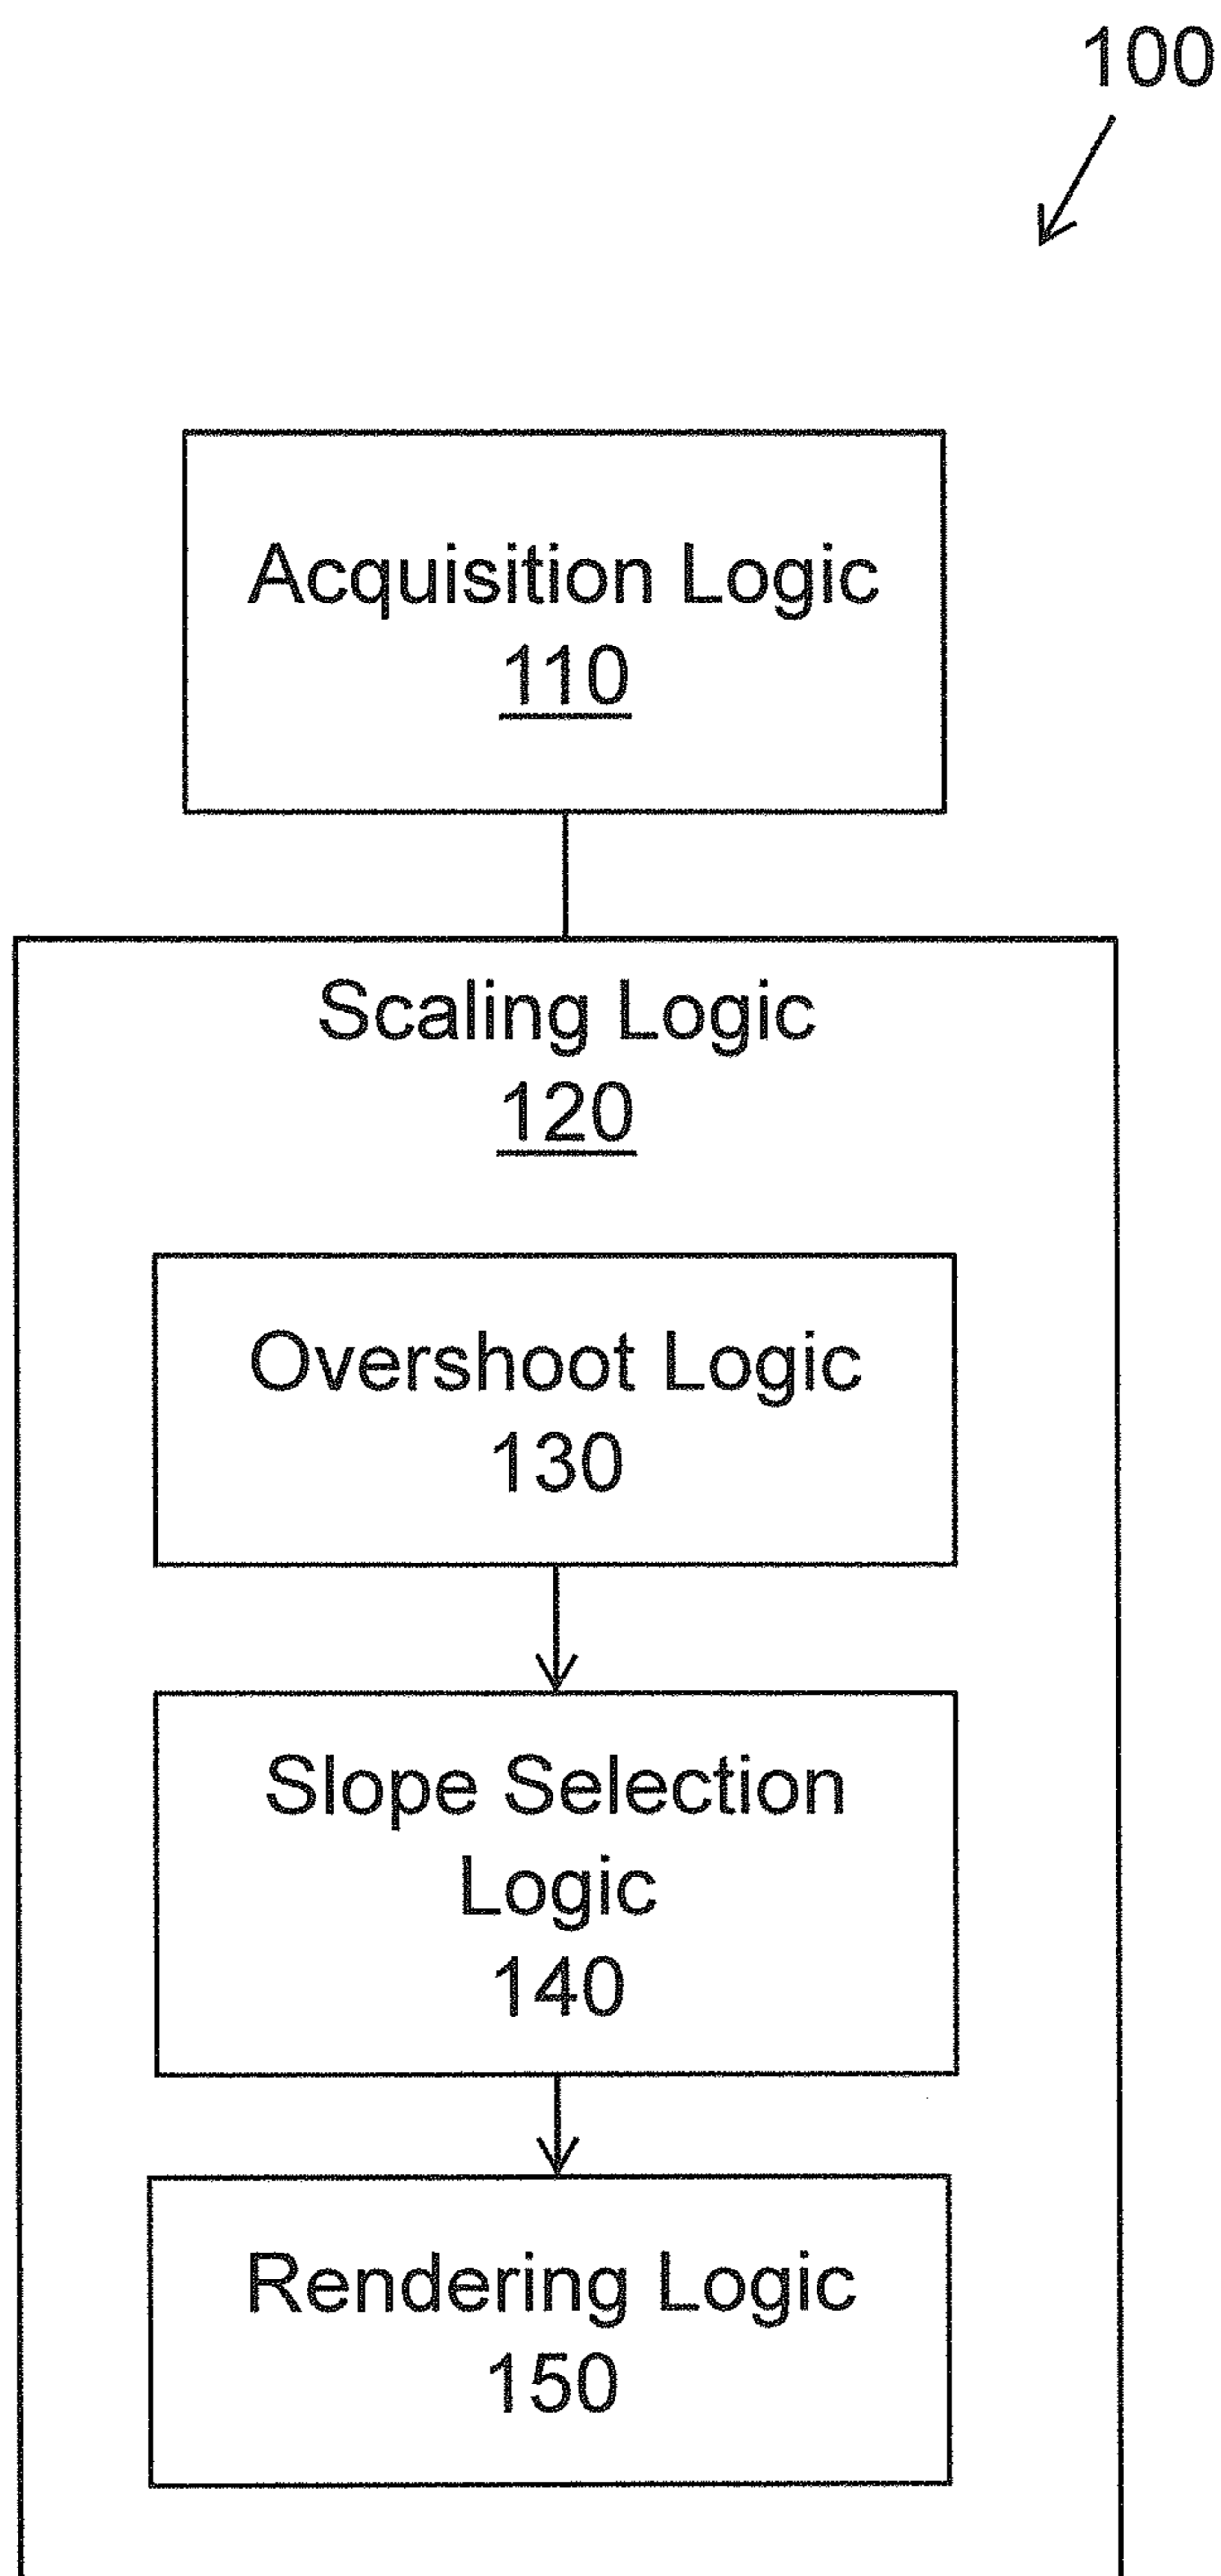 100
Acquisition Logic
110
Scaling Logic
120
Overshoot Logic
130
Slope Selection
Logic
140
Rendering Logic
150